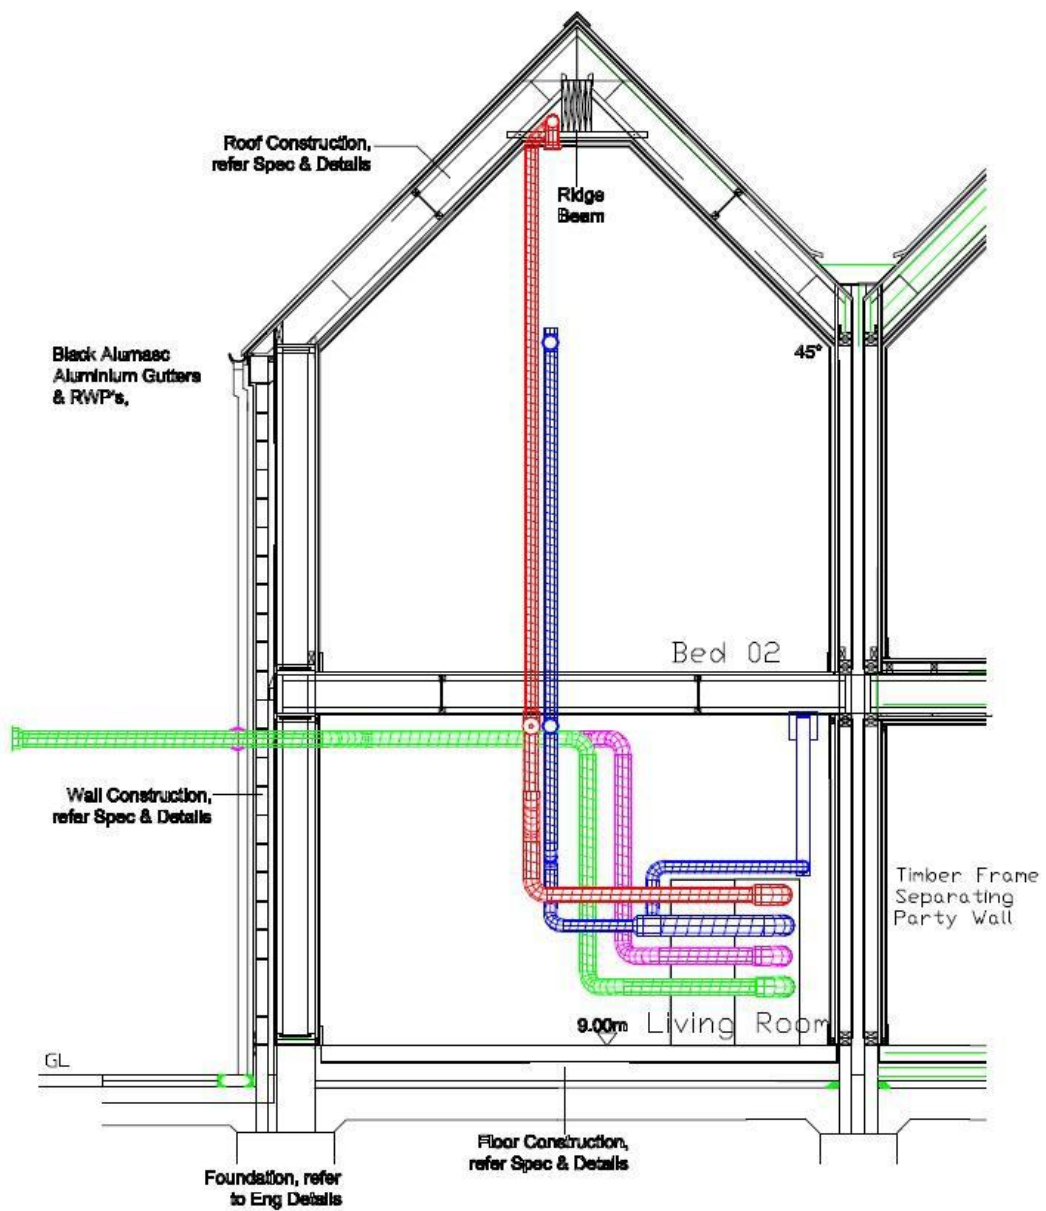 Roof Construction,
refer Spec & Details
Ridge
Beam
Black Alumasc
Aluminium Gutters
& RWP's,
45°
Bed 02
Wall Construction,
refer Spec & Details
Timber Frame
Separating
Party Wall
9.00m Living Room
GL
Floor Construction,
refer Spec & Details
Foundation, refer
to Eng Details